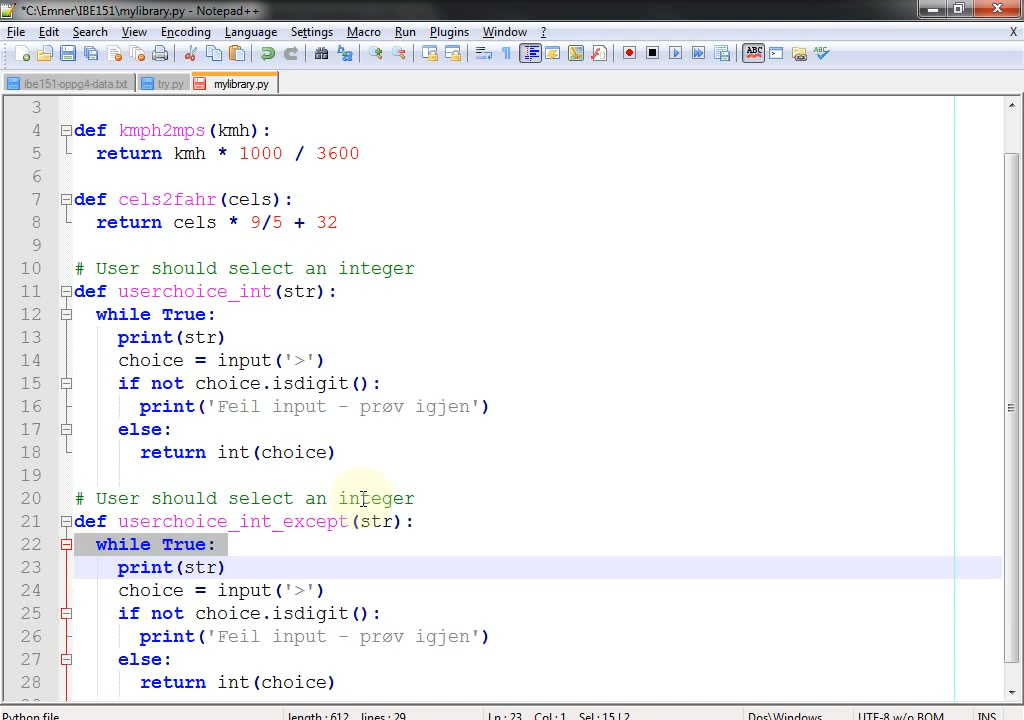 *C:\Emner\IBE151\mylibrary.py - Notepad++
File Edit Search View Encoding Language Settings Macro Run Plugins Window ? X
ibe151-oppg4-data.txt try.py mylibrary.py
3
4 def kmph2mps(kmh):
5 return kmh * 1000 / 3600
6
7 def cels2fahr(cels):
8 return cels * 9/5 + 32
9
10 # User should select an integer
11 def userchoice_int(str):
12 while True:
13 print(str)
14 choice = input('>')
15 if not choice.isdigit():
16 print('Feil input - prøv igjen')
17 else:
18 return int(choice)
19
20 # User should select an integer
21 def userchoice_int_except(str):
22 while True:
23 print(str)
24 choice = input('>')
25 if not choice.isdigit():
26 print('Feil input - prøv igjen')
27 else:
28 return int(choice)
Python file length : 612 lines : 29 Ln : 23 Col : 1 Sel : 15 | 2 Dos\Windows UTF-8 w/o BOM INS